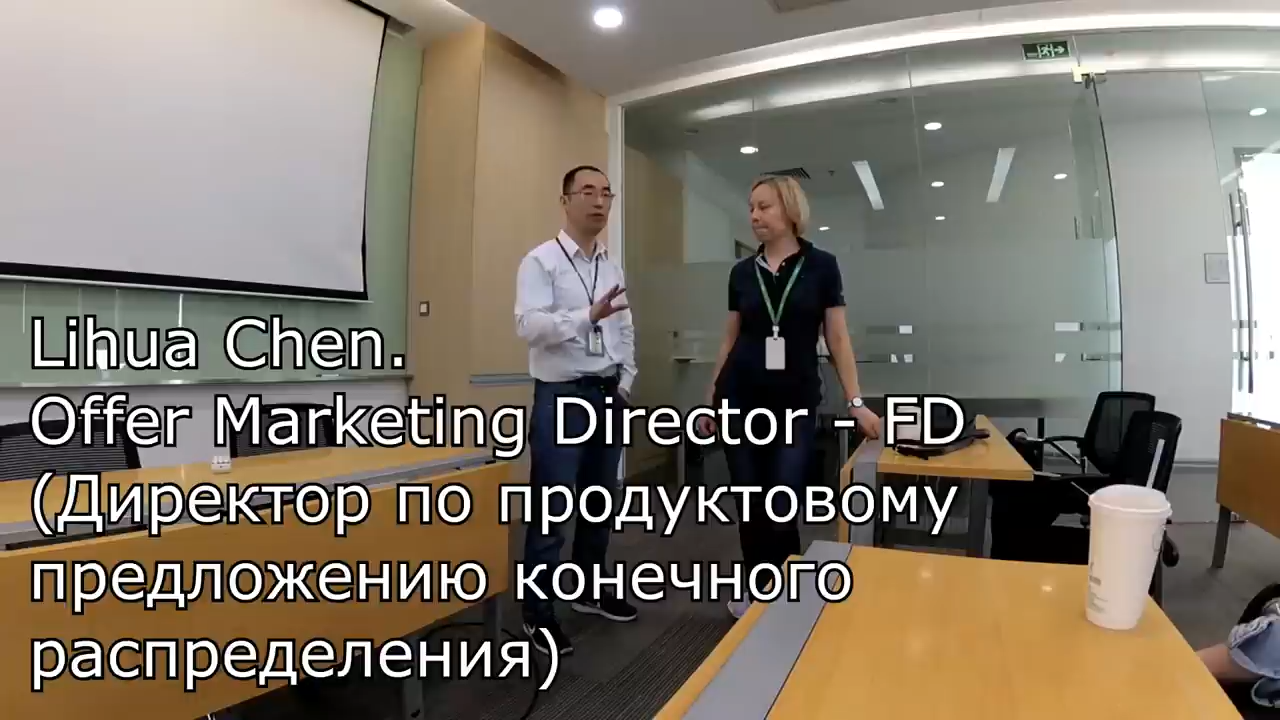 Lihua Chen.
Offer Marketing Director - FD
(Директор по продуктовому
предложению конечного
распределения)